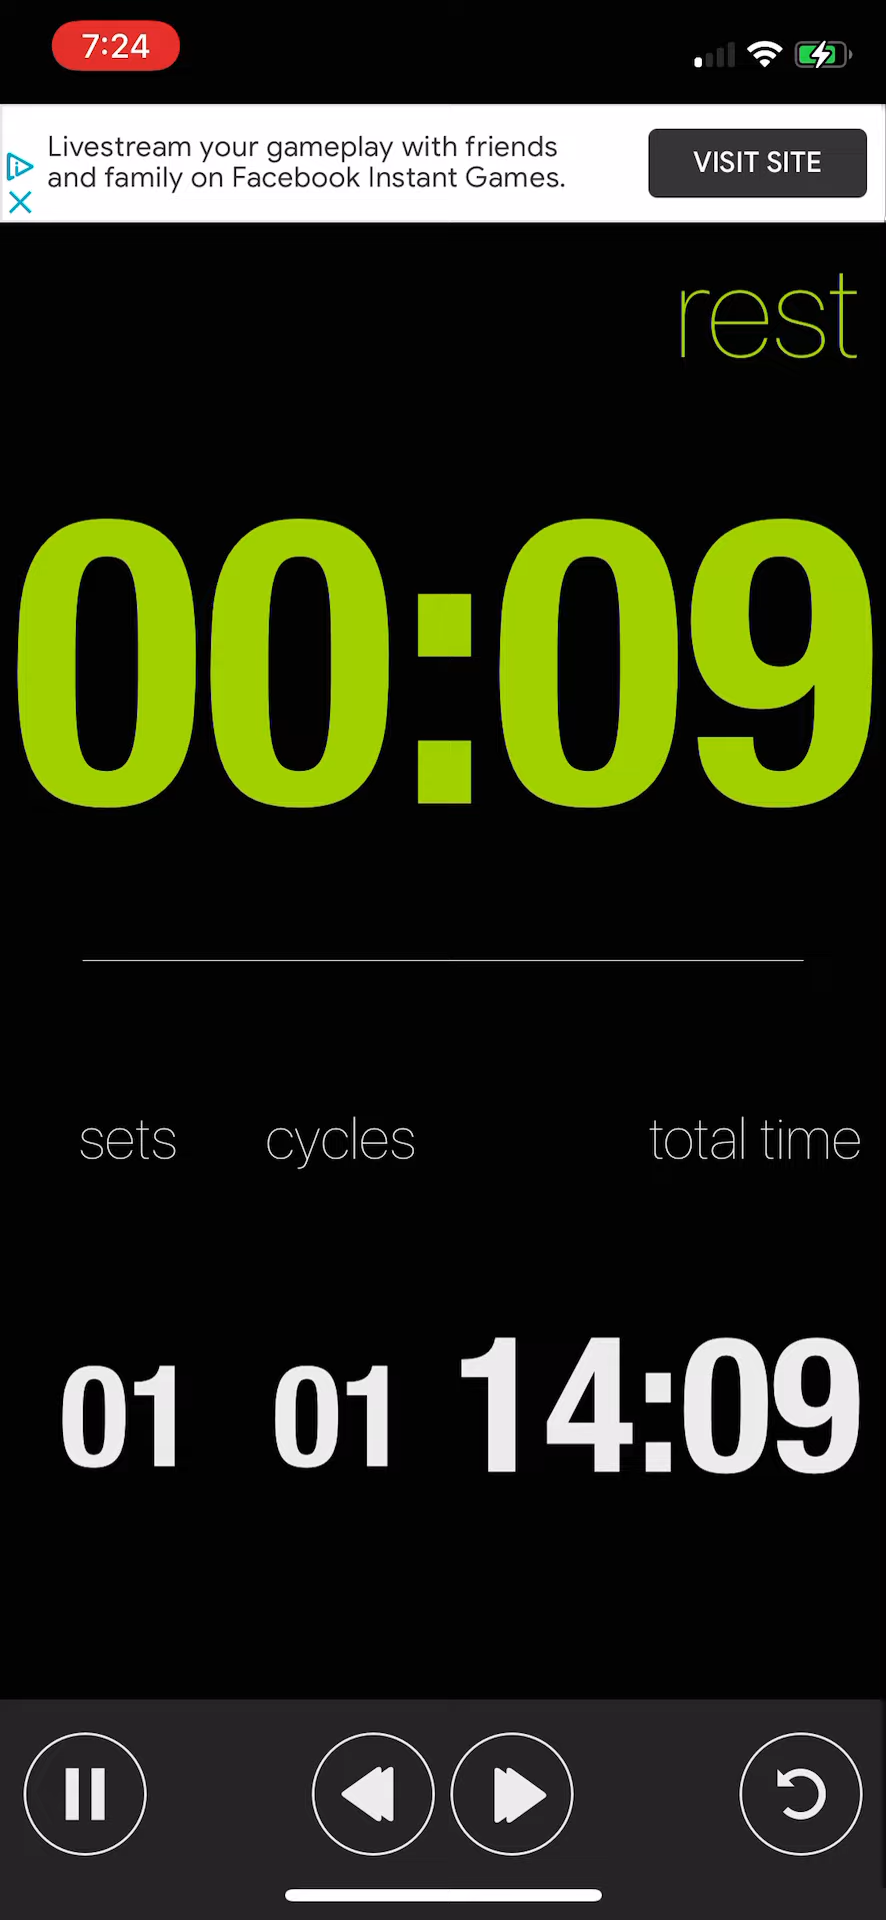 7:24
Livestream your gameplay with friends
and family on Facebook Instant Games.
VISIT SITE
rest
00:09
sets cycles total time
01 01 14:09